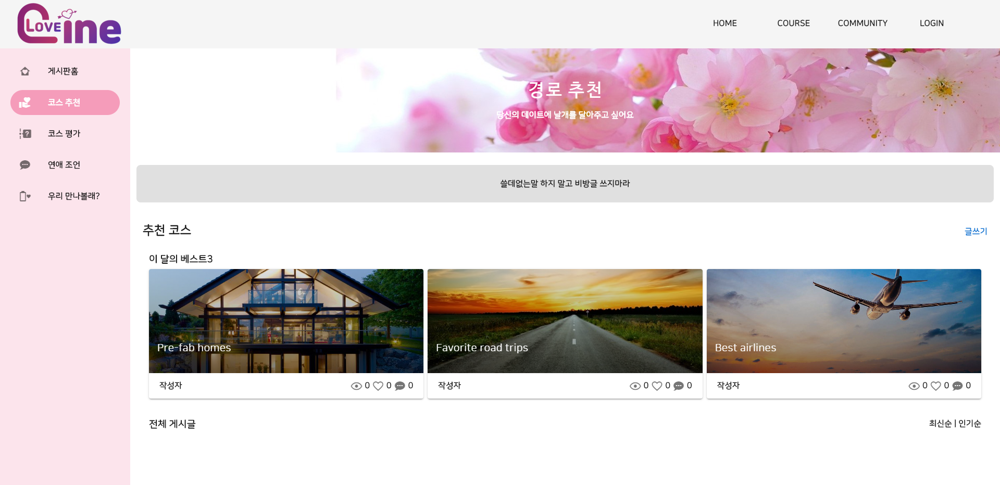 LOVE
ine
HOME
COURSE
COMMUNITY
LOGIN
게시판홈
코스 추천
코스 평가
연애 조언
우리 만나볼래?
경로 추천
당신의 데이트에 날개를 달아주고 싶어요
쓸데없는말 하지 말고 비방글 쓰지마라
추천 코스
글쓰기
이 달의 베스트3
Pre-fab homes
Favorite road trips
Best airlines
작성자 0 0 0
작성자 0 0 0
작성자 0 0 0
전체 게시글
최신순 | 인기순